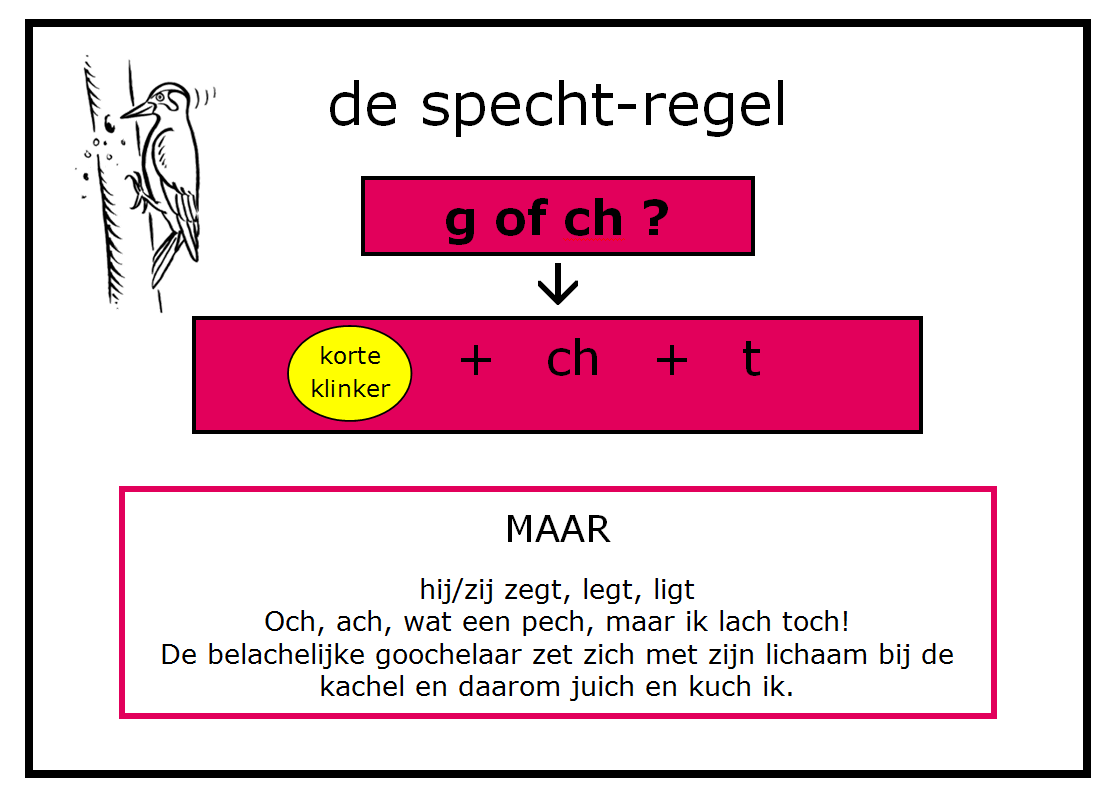 de specht-regel
g of ch ?
korte
klinker
+ ch + t
MAAR
hij/zij zegt, legt, ligt
Och, ach, wat een pech, maar ik lach toch!
De belachelijke goochelaar zet zich met zijn lichaam bij de
kachel en daarom juich en kuch ik.